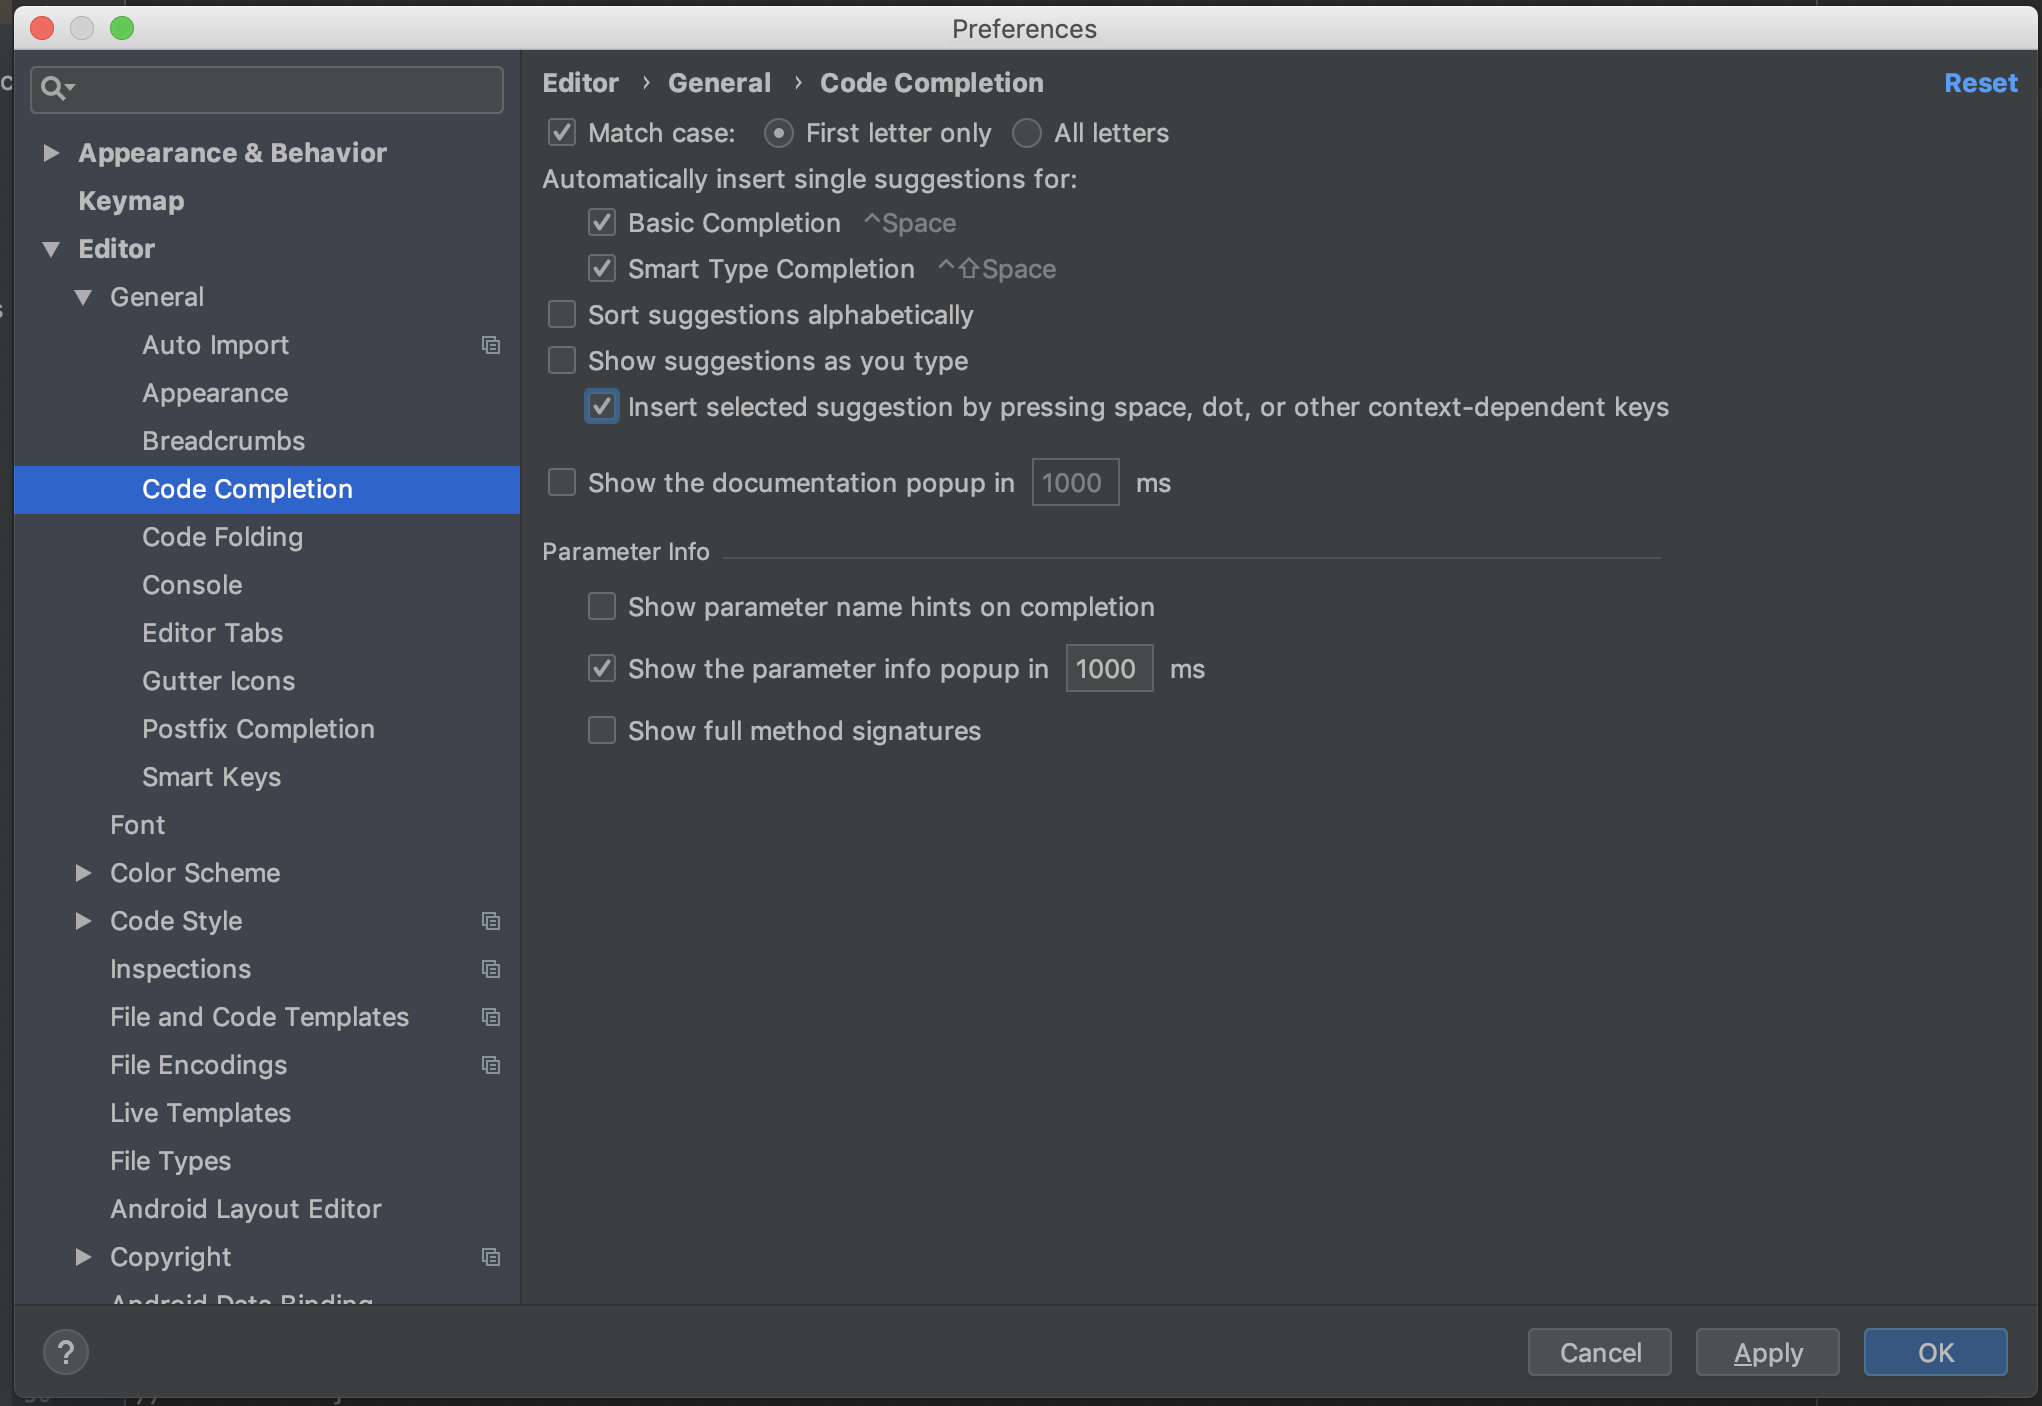 Preferences
Editor › General › Code Completion
Reset
Appearance & Behavior
Keymap
Editor
General
Auto Import
Appearance
Breadcrumbs
Code Completion
Code Folding
Console
Editor Tabs
Gutter Icons
Postfix Completion
Smart Keys
Font
Color Scheme
Code Style
Inspections
File and Code Templates
File Encodings
Live Templates
File Types
Android Layout Editor
Copyright
Android Data Binding
Match case: First letter only All letters
Automatically insert single suggestions for:
Basic Completion ^Space
Smart Type Completion ^⇧Space
Sort suggestions alphabetically
Show suggestions as you type
Insert selected suggestion by pressing space, dot, or other context-dependent keys
Show the documentation popup in 1000 ms
Parameter Info
Show parameter name hints on completion
Show the parameter info popup in 1000 ms
Show full method signatures
?
Cancel
Apply
OK